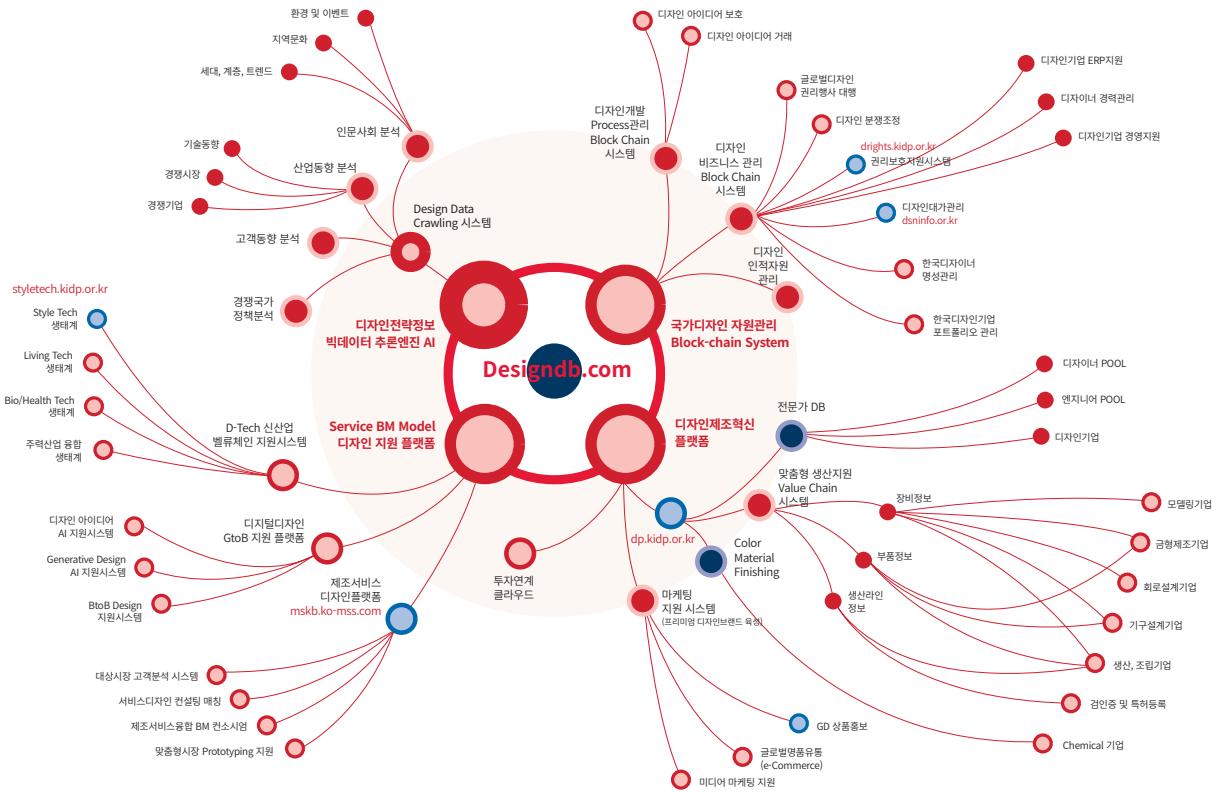 환경 및 이벤트
지역문화
세대, 계층, 트렌드
인문사회 분석
기술동향
경쟁시장
경쟁기업
산업동향 분석
고객동향 분석
경쟁국가
정책분석
Design Data
Crawling 시스템
디자인전략정보
빅데이터 추론엔진 AI
디자인 아이디어 보호
디자인 아이디어 거래
디자인개발
Process관리
Block Chain
시스템
디자인
비즈니스 관리
Block Chain
시스템
글로벌디자인
권리행사 대행
디자인 분쟁조정
drights.kidp.or.kr
권리보호지원시스템
디자인대가관리
dsninfo.or.kr
한국디자이너
명성관리
한국디자인기업
포트폴리오 관리
디자인기업 ERP지원
디자이너 경력관리
디자인기업 경영지원
디자인
인적자원
관리
국가디자인 자원관리
Block-chain System
Designdb.com
styletech.kidp.or.kr
Style Tech
생태계
Living Tech
생태계
Bio/Health Tech
생태계
주력산업 융합
생태계
D-Tech 신산업
벨류체인 지원시스템
Service BM Model
디자인 지원 플랫폼
디자인 아이디어
AI 지원시스템
Generative Design
AI 지원시스템
BtoB Design
지원시스템
디지털디자인
GtoB 지원 플랫폼
제조서비스
디자인플랫폼
mskb.ko-mss.com
대상시장 고객분석 시스템
서비스디자인 컨설팅 매칭
제조서비스융합 BM 컨소시엄
맞춤형시장 Prototyping 지원
디자인제조혁신
플랫폼
투자연계
클라우드
dp.kidp.or.kr
전문가 DB
디자이너 POOL
엔지니어 POOL
디자인기업
맞춤형 생산지원
Value Chain
시스템
장비정보
부품정보
생산라인
정보
모델링기업
금형제조기업
회로설계기업
기구설계기업
생산, 조립기업
검인증 및 특허등록
Chemical 기업
Color
Material
Finishing
마케팅
지원 시스템
(프리미엄 디자인브랜드 육성)
GD 상품홍보
글로벌명품유통
(e-Commerce)
미디어 마케팅 지원